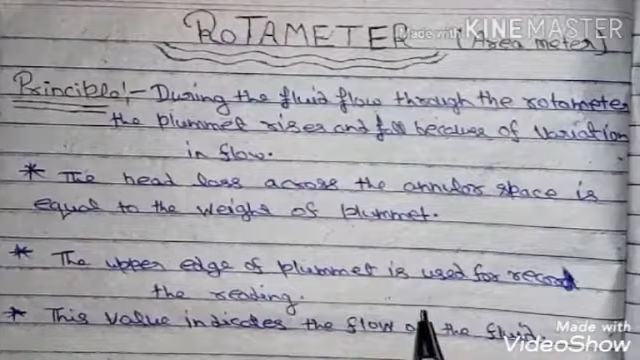 ROTAMETER (Area meter)
Made with KINEMASTER
Principle:- During the fluid flow through the rotameter
the plummet rises and fall because of variation
in flow.
* The head loss across the annular space is
equal to the weight of plummet.
* The upper edge of plummet is used for record
the reading.
* This value indicates the flow of the fluid.
Made with
VideoShow